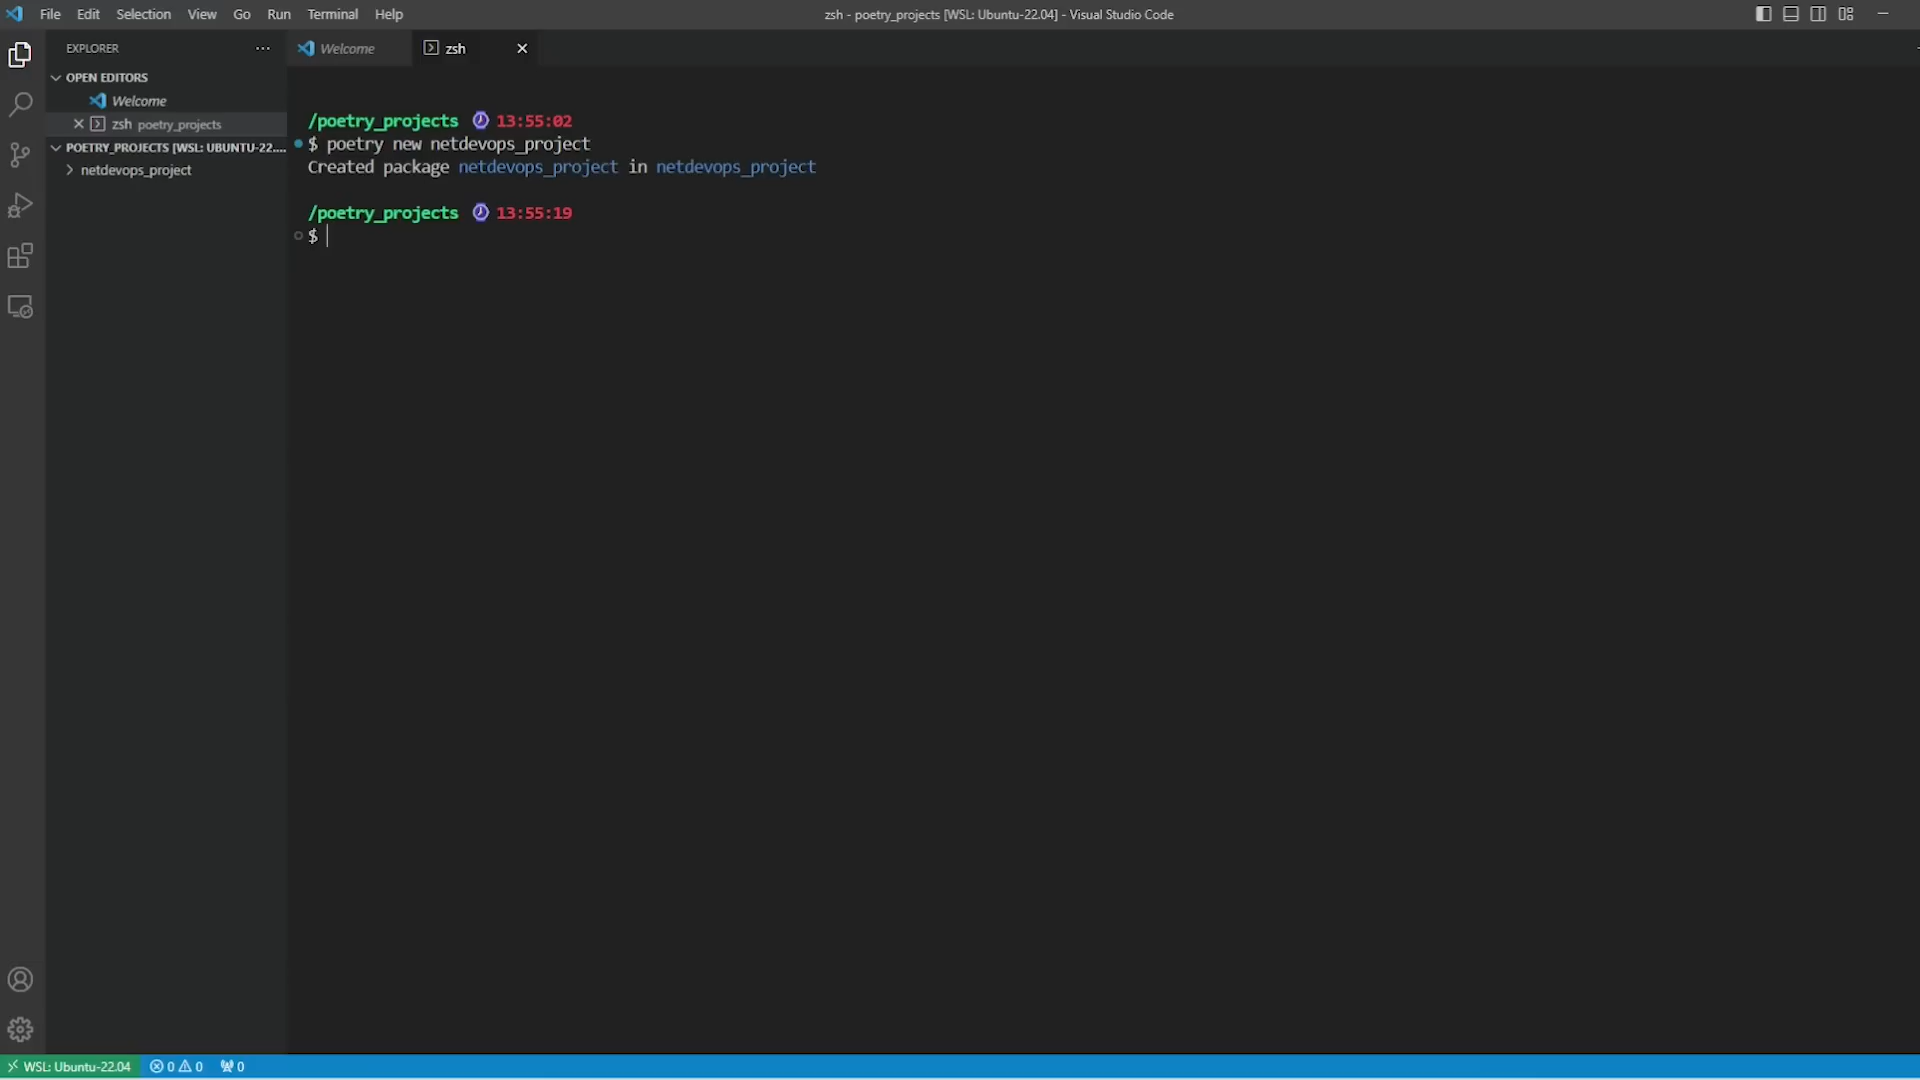 File Edit Selection View Go Run Terminal Help
zsh - poetry_projects [WSL: Ubuntu-22.04] - Visual Studio Code
EXPLORER
OPEN EDITORS
Welcome
zsh poetry_projects
POETRY_PROJECTS [WSL: UBUNTU-22....
netdevops_project
Welcome
zsh
/poetry_projects 13:55:02
$ poetry new netdevops_project
Created package netdevops_project in netdevops_project
/poetry_projects 13:55:19
$
WSL: Ubuntu-22.04 0 0 0